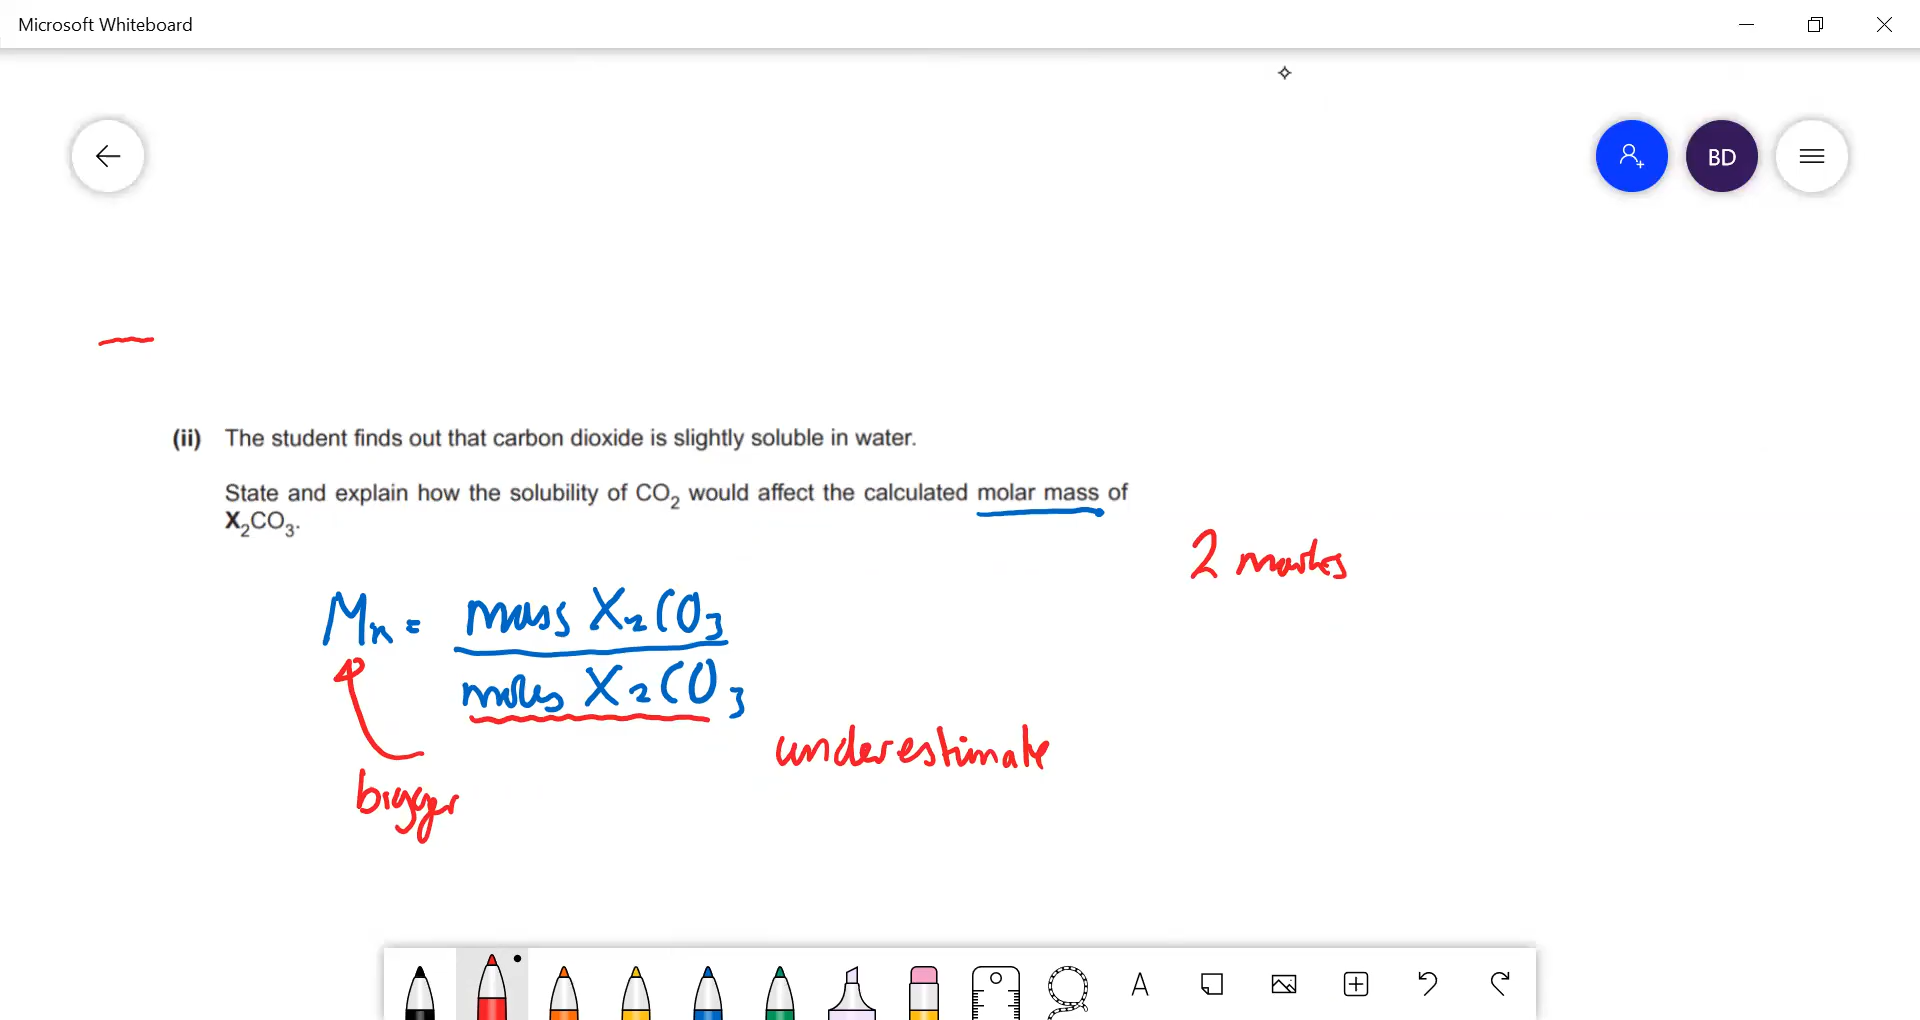 Microsoft Whiteboard
BD
(ii) The student finds out that carbon dioxide is slightly soluble in water.
State and explain how the solubility of CO₂ would affect the calculated molar mass of
X₂CO₃.
2 marks
Mr = mass X₂CO₃
moles X₂CO₃
underestimate
bigger
A